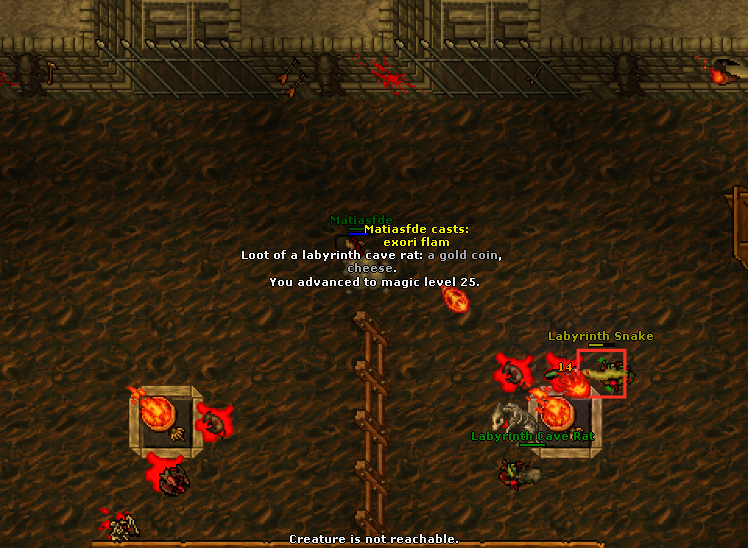 Matiasfde
Matiasfde casts:
exori flam
Loot of a labyrinth cave rat: a gold coin,
cheese.
You advanced to magic level 25.
Labyrinth Snake
14
Labyrinth Cave Rat
Creature is not reachable.